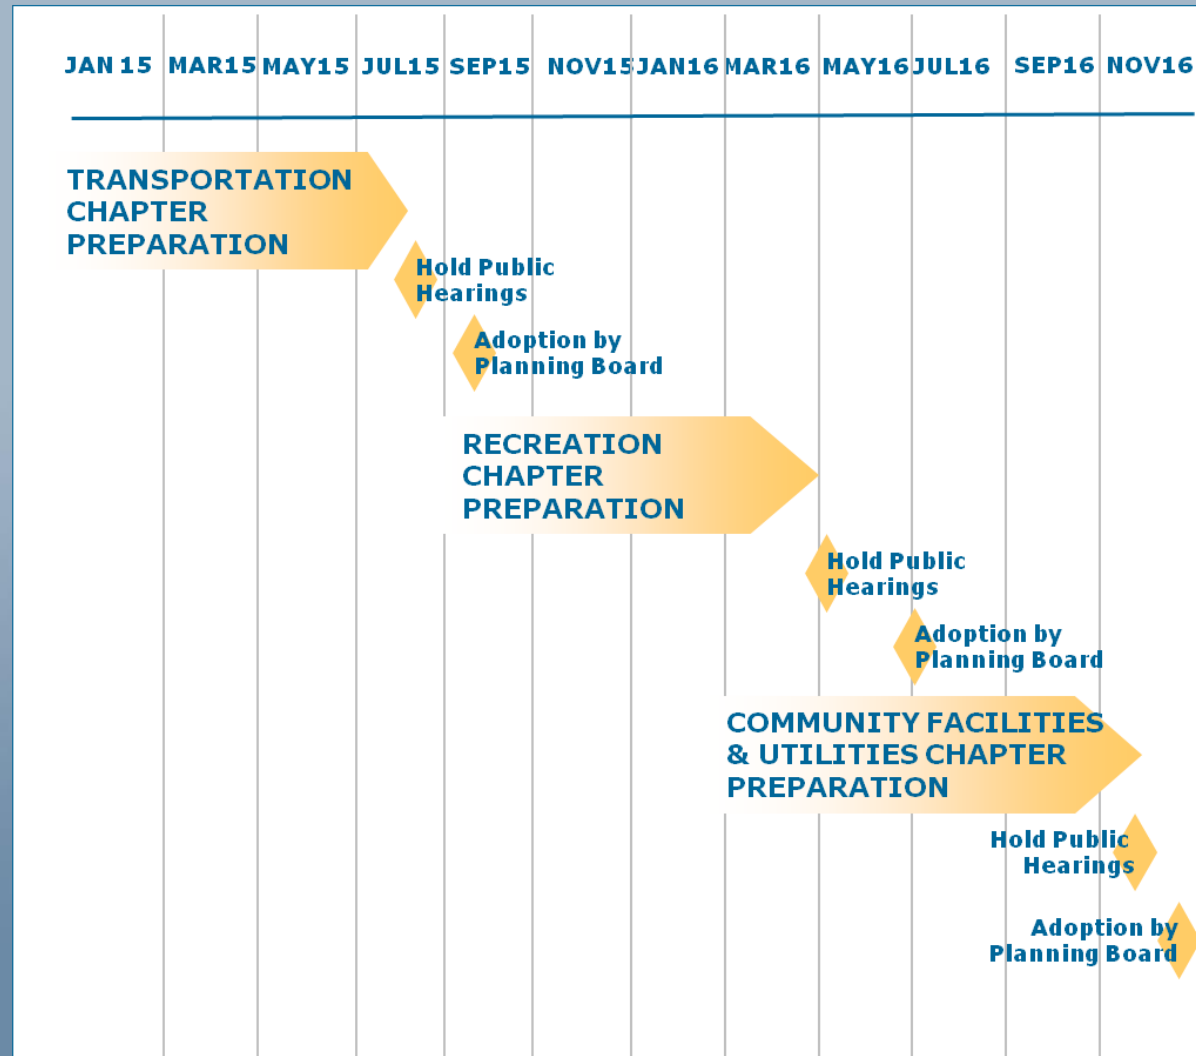 JAN 15 MAR15 MAY15 JUL15 SEP15 NOV15 JAN16 MAR16 MAY16 JUL16 SEP16 NOV16
TRANSPORTATION
CHAPTER
PREPARATION
Hold Public
Hearings
Adoption by
Planning Board
RECREATION
CHAPTER
PREPARATION
Hold Public
Hearings
Adoption by
Planning Board
COMMUNITY FACILITIES
& UTILITIES CHAPTER
PREPARATION
Hold Public
Hearings
Adoption by
Planning Board